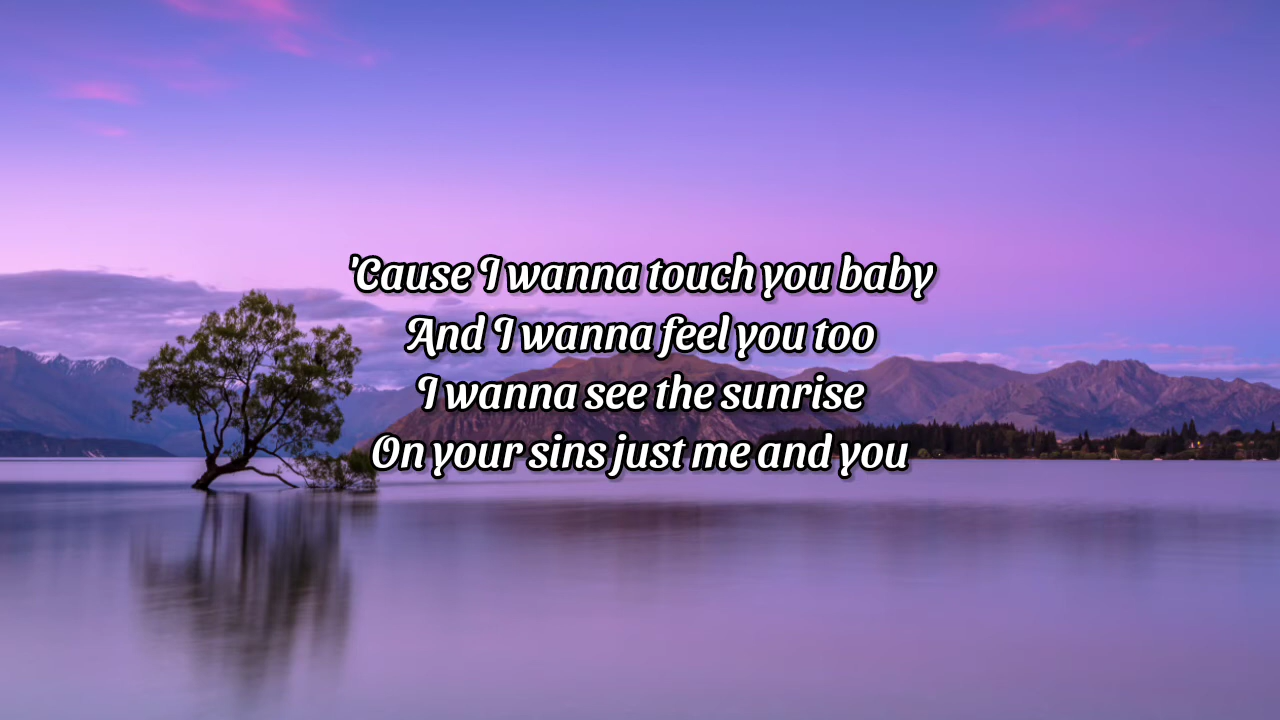 'Cause I wanna touch you baby
And I wanna feel you too
I wanna see the sunrise
On your sins just me and you